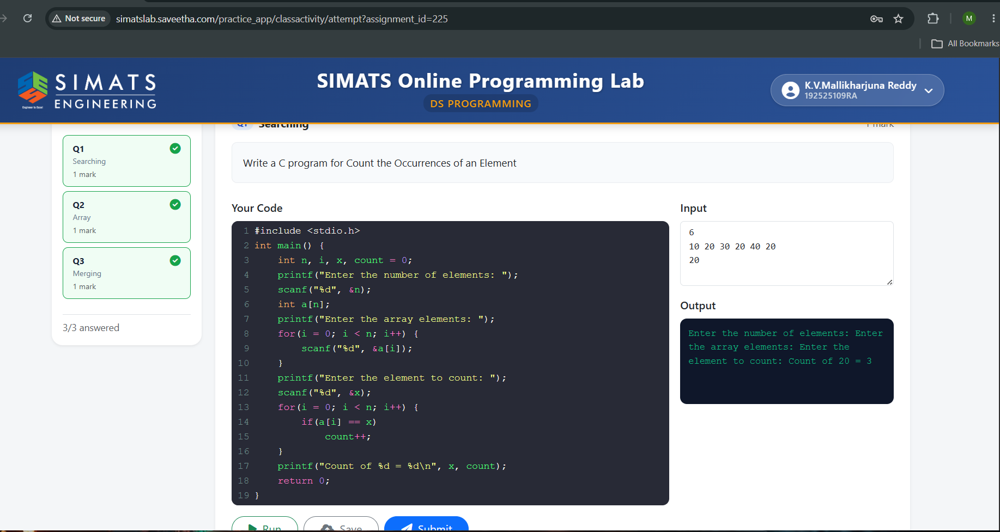 Not secure
simatslab.saveetha.com/practice_app/classactivity/attempt?assignment_id=225
M
All Bookmarks
SIMATS
ENGINEERING
Engineer to Excel
SIMATS Online Programming Lab
DS PROGRAMMING
K.V.Mallikharjuna Reddy
192525109RA
Q1
Searching
1 mark
Q2
Array
1 mark
Q3
Merging
1 mark
3/3 answered
Q1 Searching
1 mark
Write a C program for Count the Occurrences of an Element
Your Code
1 #include <stdio.h>
2 int main() {
3     int n, i, x, count = 0;
4     printf("Enter the number of elements: ");
5     scanf("%d", &n);
6     int a[n];
7     printf("Enter the array elements: ");
8     for(i = 0; i < n; i++) {
9         scanf("%d", &a[i]);
10     }
11     printf("Enter the element to count: ");
12     scanf("%d", &x);
13     for(i = 0; i < n; i++) {
14         if(a[i] == x)
15             count++;
16     }
17     printf("Count of %d = %d\n", x, count);
18     return 0;
19 }
Run
Save
Submit
Input
6
10 20 30 20 40 20
20
Output
Enter the number of elements: Enter
the array elements: Enter the
element to count: Count of 20 = 3